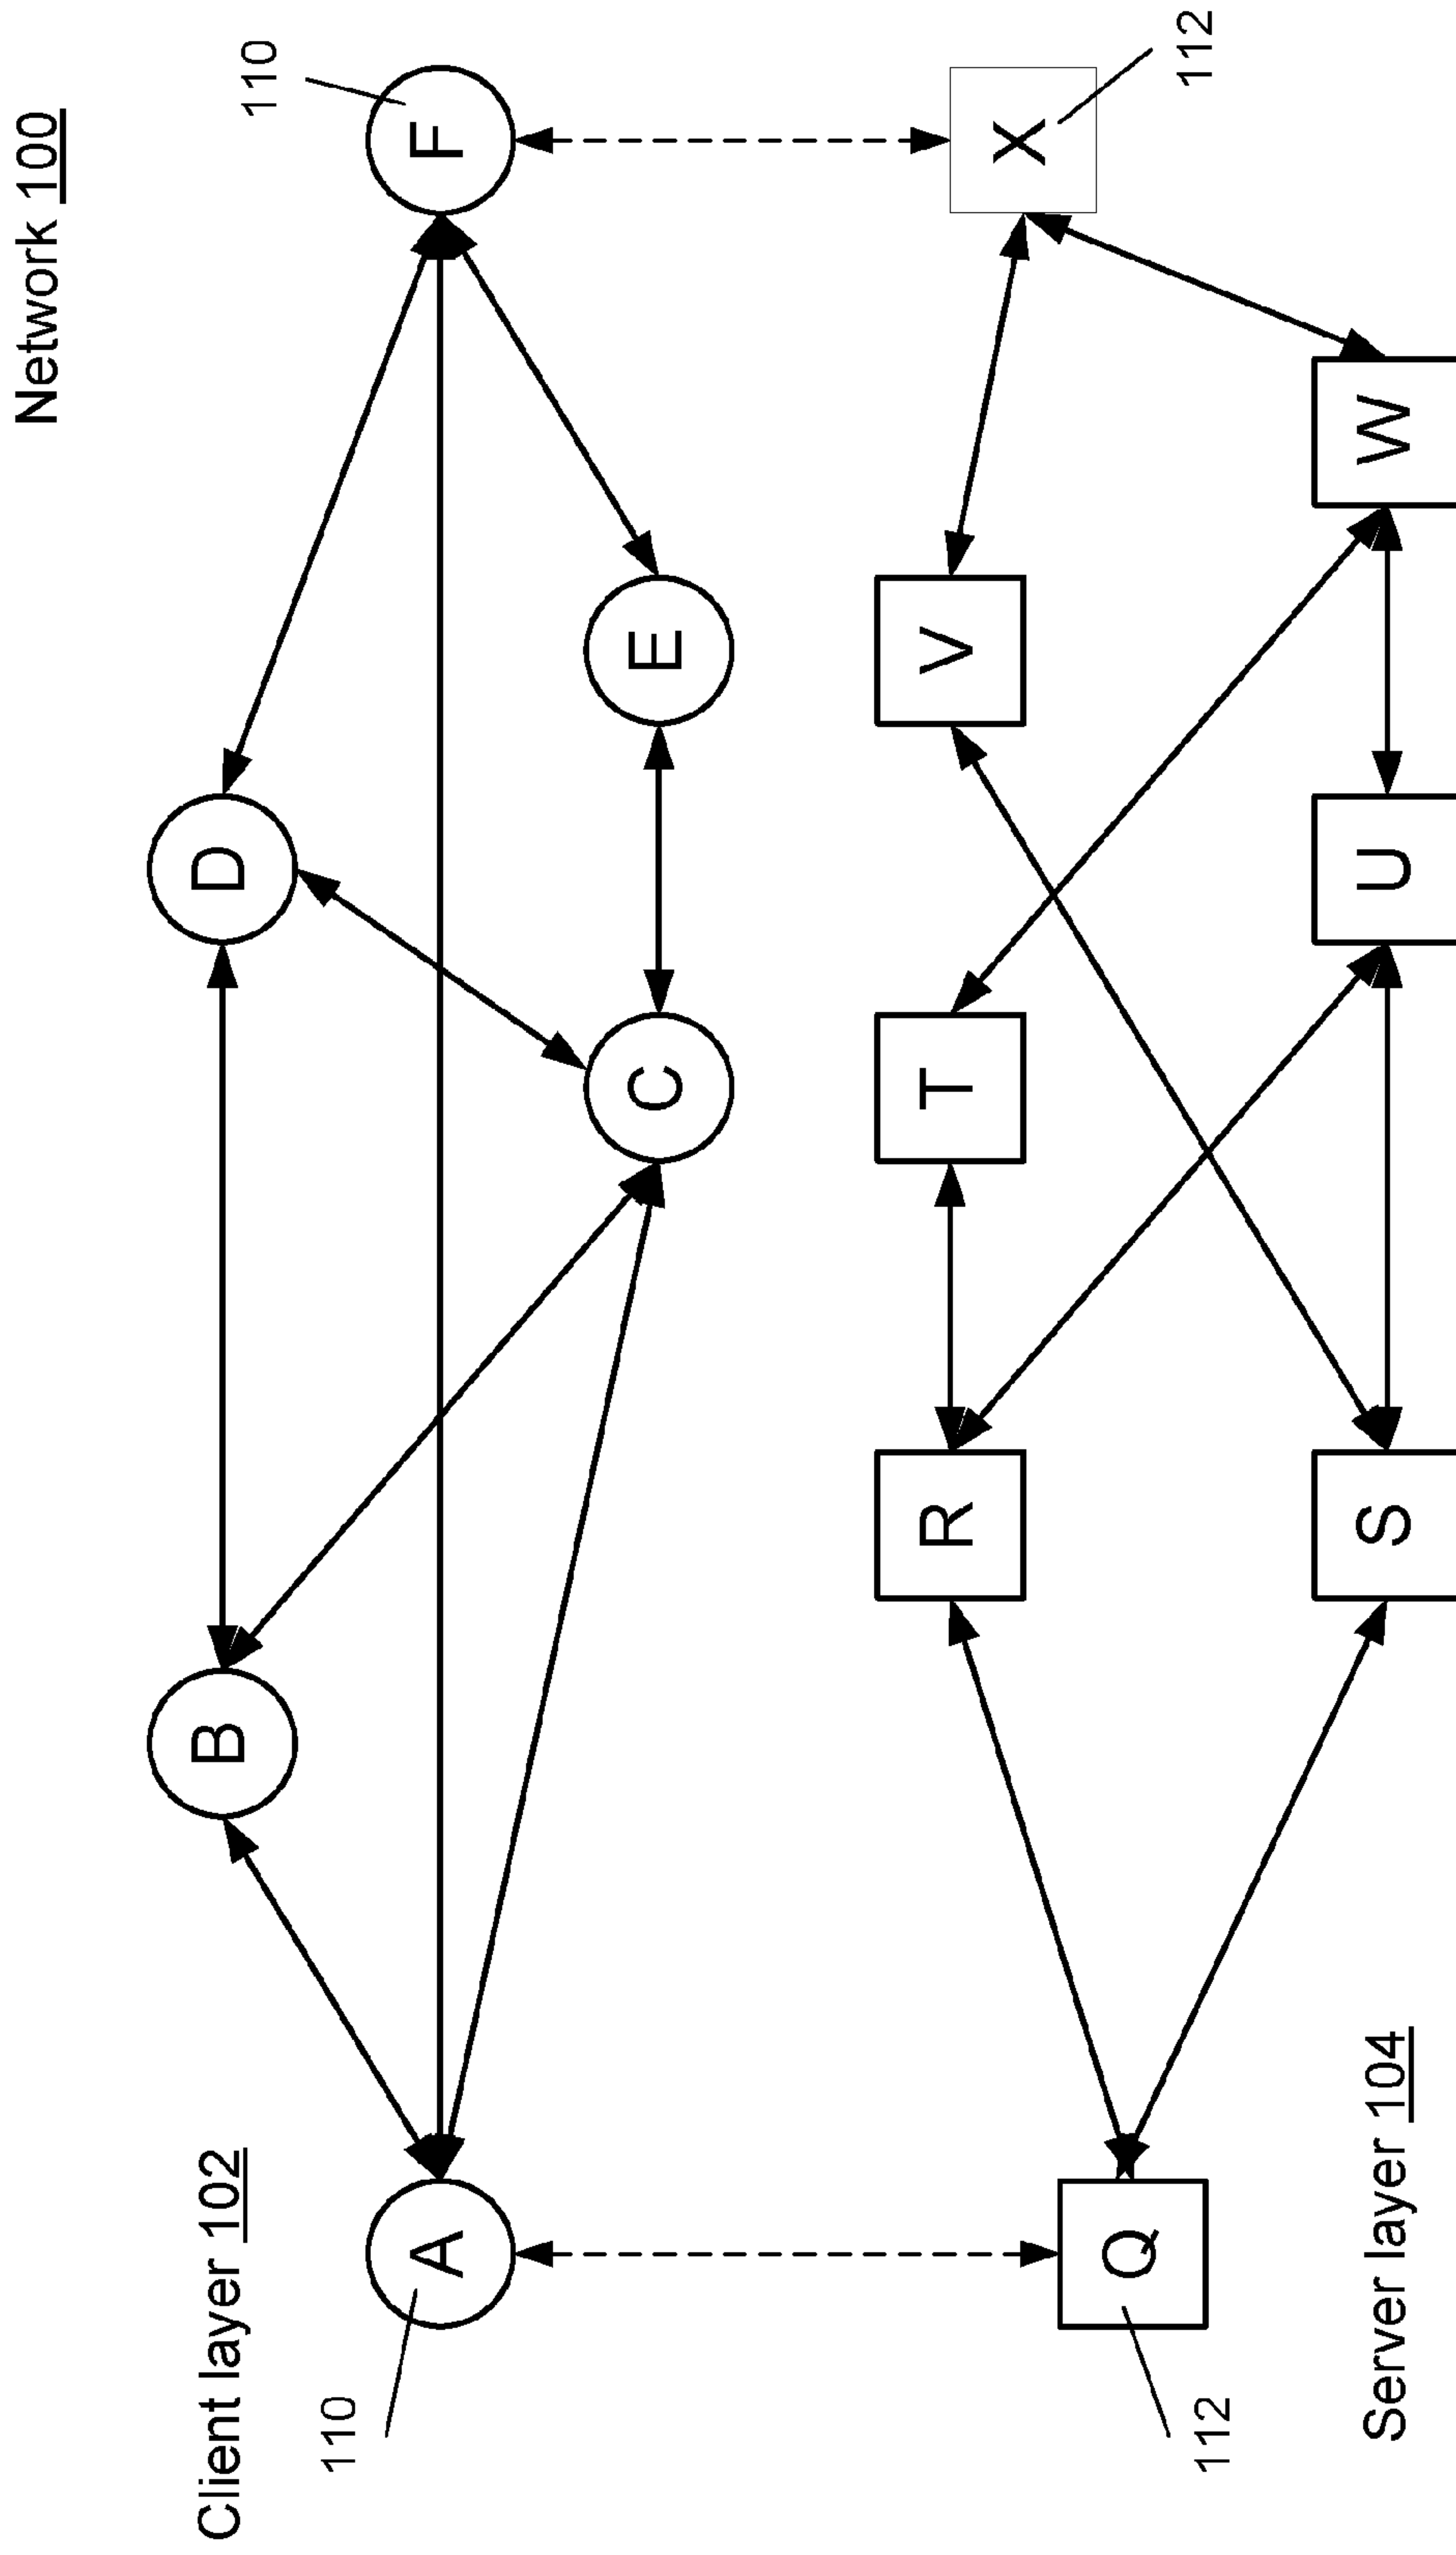 Network 100
Client layer 102
110
110
B
D
A
F
C
E
R
T
V
Q
X
S
U
W
112
112
Server layer 104